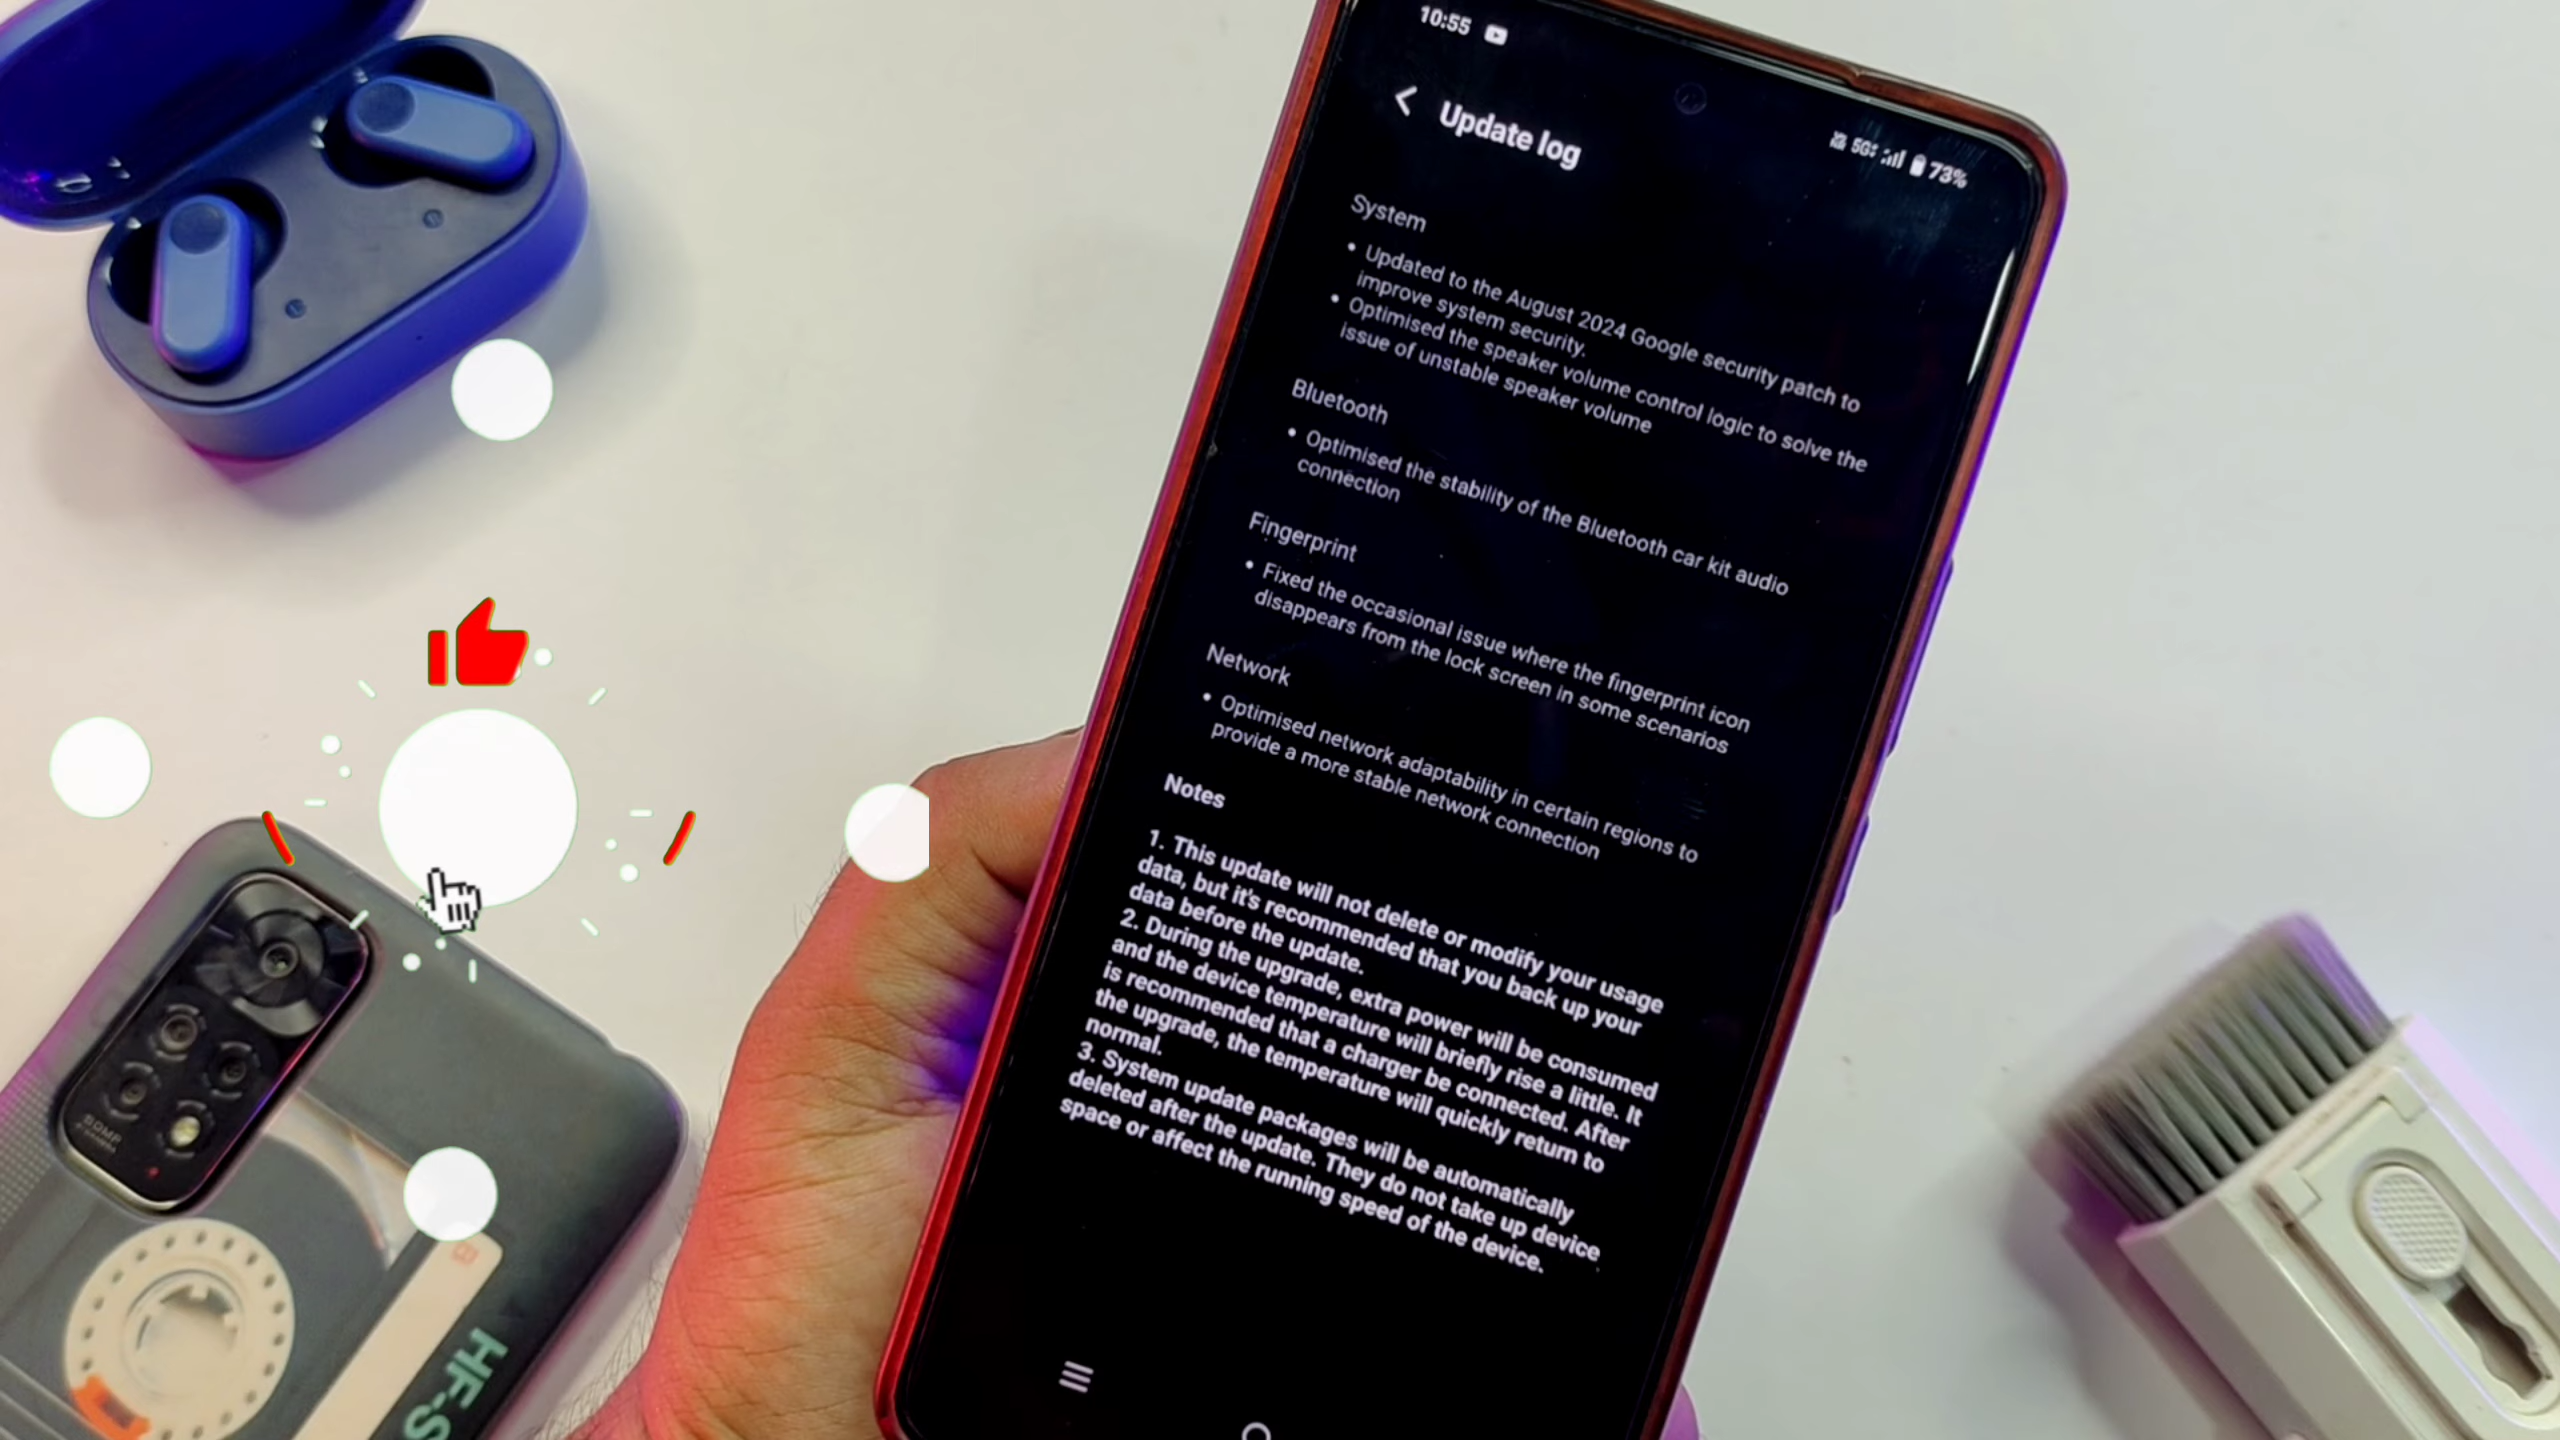 10:55
5G
73%
Update log
System
• Updated to the August 2024 Google security patch to
improve system security.
• Optimised the speaker volume control logic to solve the
issue of unstable speaker volume
Bluetooth
• Optimised the stability of the Bluetooth car kit audio
connection
Fingerprint
• Fixed the occasional issue where the fingerprint icon
disappears from the lock screen in some scenarios
Network
• Optimised network adaptability in certain regions to
provide a more stable network connection
Notes
1. This update will not delete or modify your usage
data, but it's recommended that you back up your
data before the update.
2. During the upgrade, extra power will be consumed
and the device temperature will briefly rise a little. It
is recommended that a charger be connected. After
the upgrade, the temperature will quickly return to
normal.
3. System update packages will be automatically
deleted after the update. They do not take up device
space or affect the running speed of the device.
50MP
HF-S